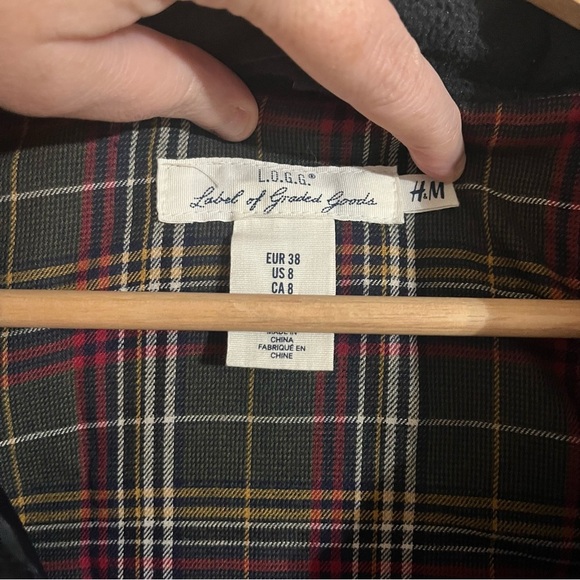 L.O.G.G.®
Label of Graded Goods
H&M
EUR 38
US 8
CA 8
MADE IN
CHINA
FABRIQUÉ EN
CHINE